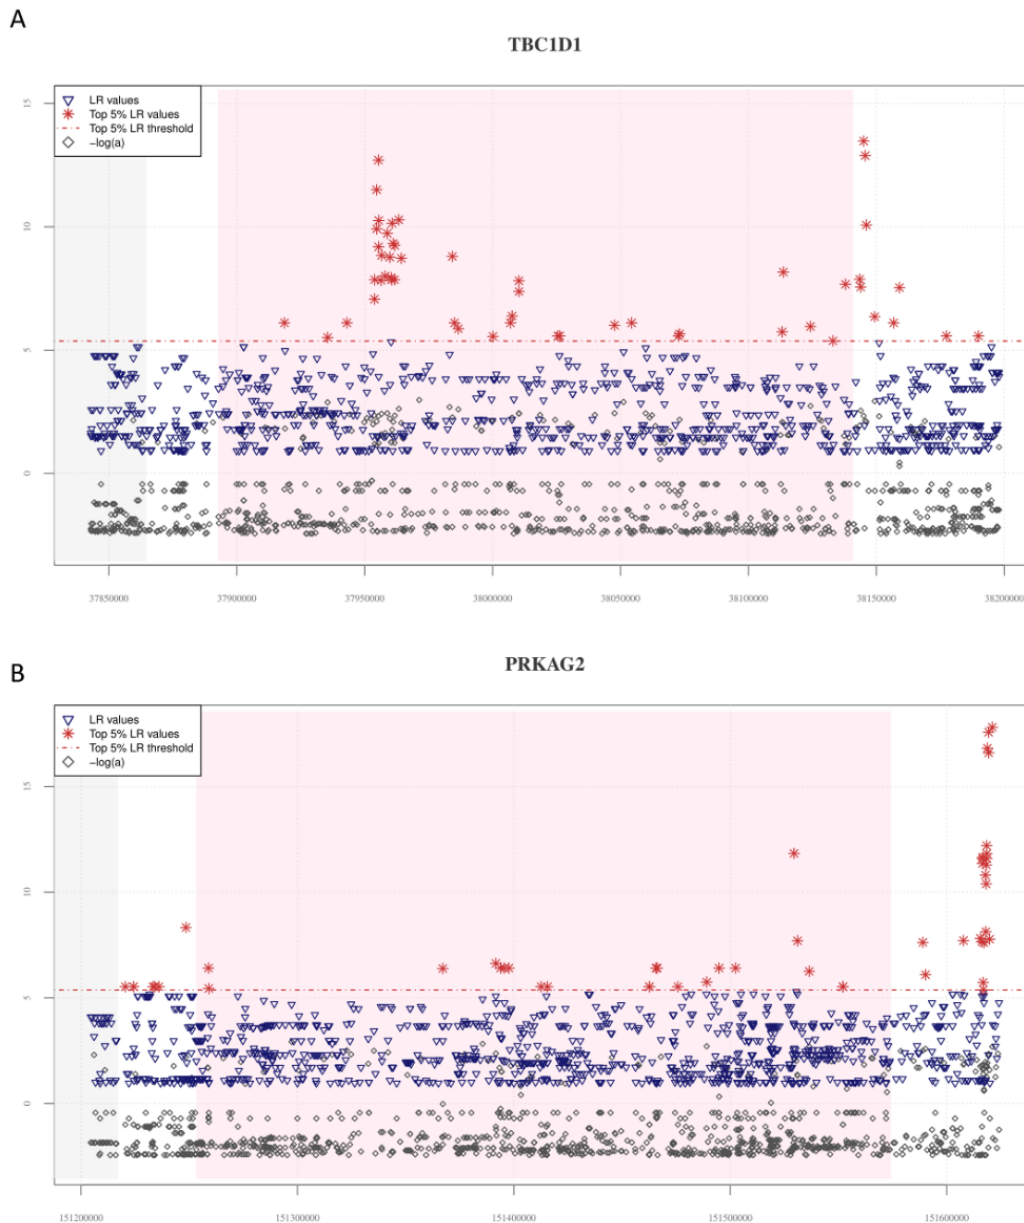 A
TBC1D1
LR values
Top 5% LR values
Top 5% LR threshold
−log(a)
15
10
5
0
37850000 37900000 37950000 38000000 38050000 38100000 38150000 38200000
B
PRKAG2
LR values
Top 5% LR values
Top 5% LR threshold
−log(a)
15
10
5
0
151200000 151300000 151400000 151500000 151600000